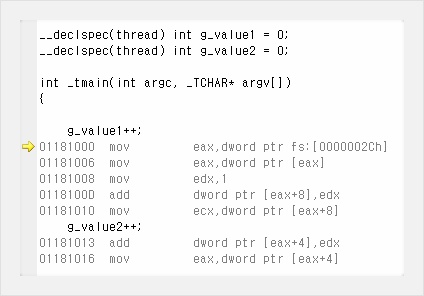 __declspec(thread) int g_value1 = 0;
__declspec(thread) int g_value2 = 0;
int _tmain(int argc, _TCHAR* argv[])
{
g_value1++;
01181000 mov eax,dword ptr fs:[0000002Ch]
01181006 mov eax,dword ptr [eax]
01181008 mov edx,1
0118100D add dword ptr [eax+8],edx
01181010 mov ecx,dword ptr [eax+8]
g_value2++;
01181013 add dword ptr [eax+4],edx
01181016 mov eax,dword ptr [eax+4]